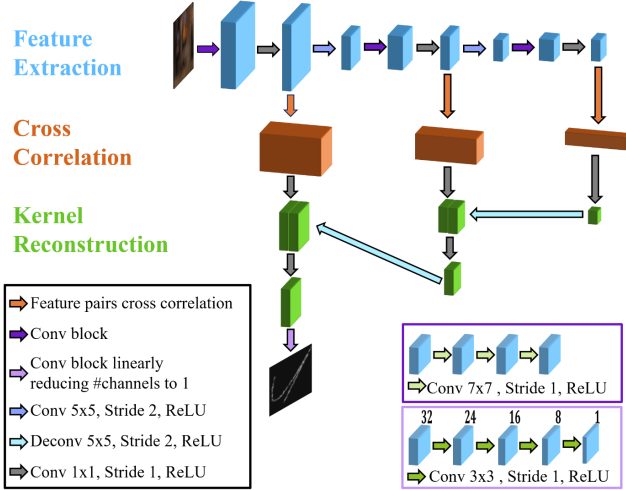 Feature
Extraction
Cross
Correlation
Kernel
Reconstruction
Feature pairs cross correlation
Conv block
Conv block linearly
reducing #channels to 1
Conv 5x5, Stride 2, ReLU
Deconv 5x5, Stride 2, ReLU
Conv 1x1, Stride 1, ReLU
Conv 7x7 , Stride 1, ReLU
32 24 16 8 1
Conv 3x3 , Stride 1, ReLU